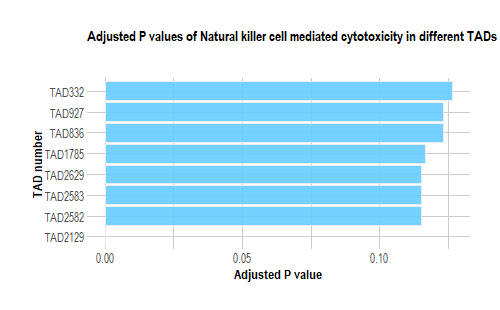 Adjusted P values of Natural killer cell mediated cytotoxicity in different TADs
TAD332
TAD927
TAD836
TAD1785
TAD2629
TAD2583
TAD2582
TAD2129
TAD number
0.00 0.05 0.10
Adjusted P value